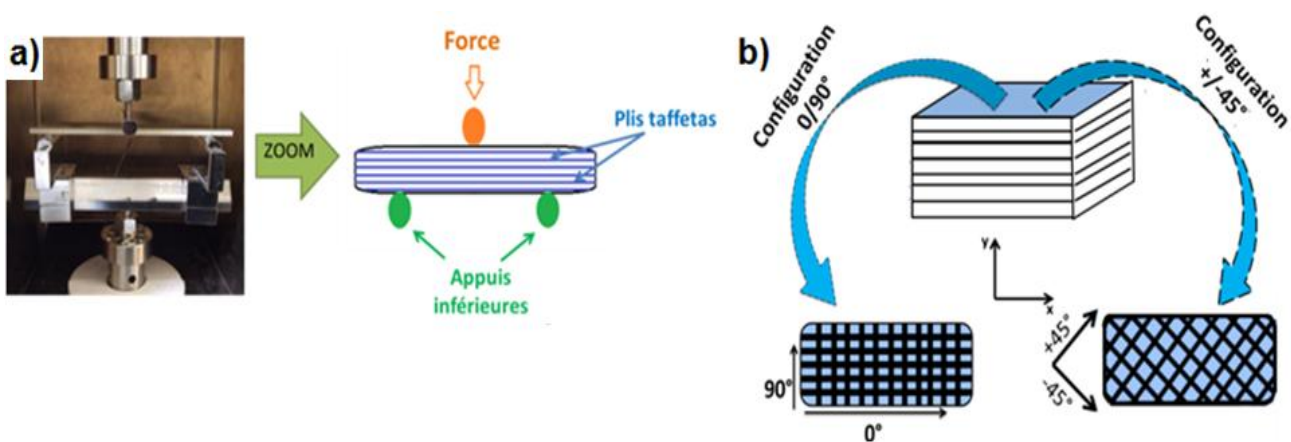 a)
ZOOM
Force
Plis taffetas
Appuis
inférieures
b)
Configuration
0/90°
Configuration
+/-45°
y
x
90°
0°
+45°
-45°